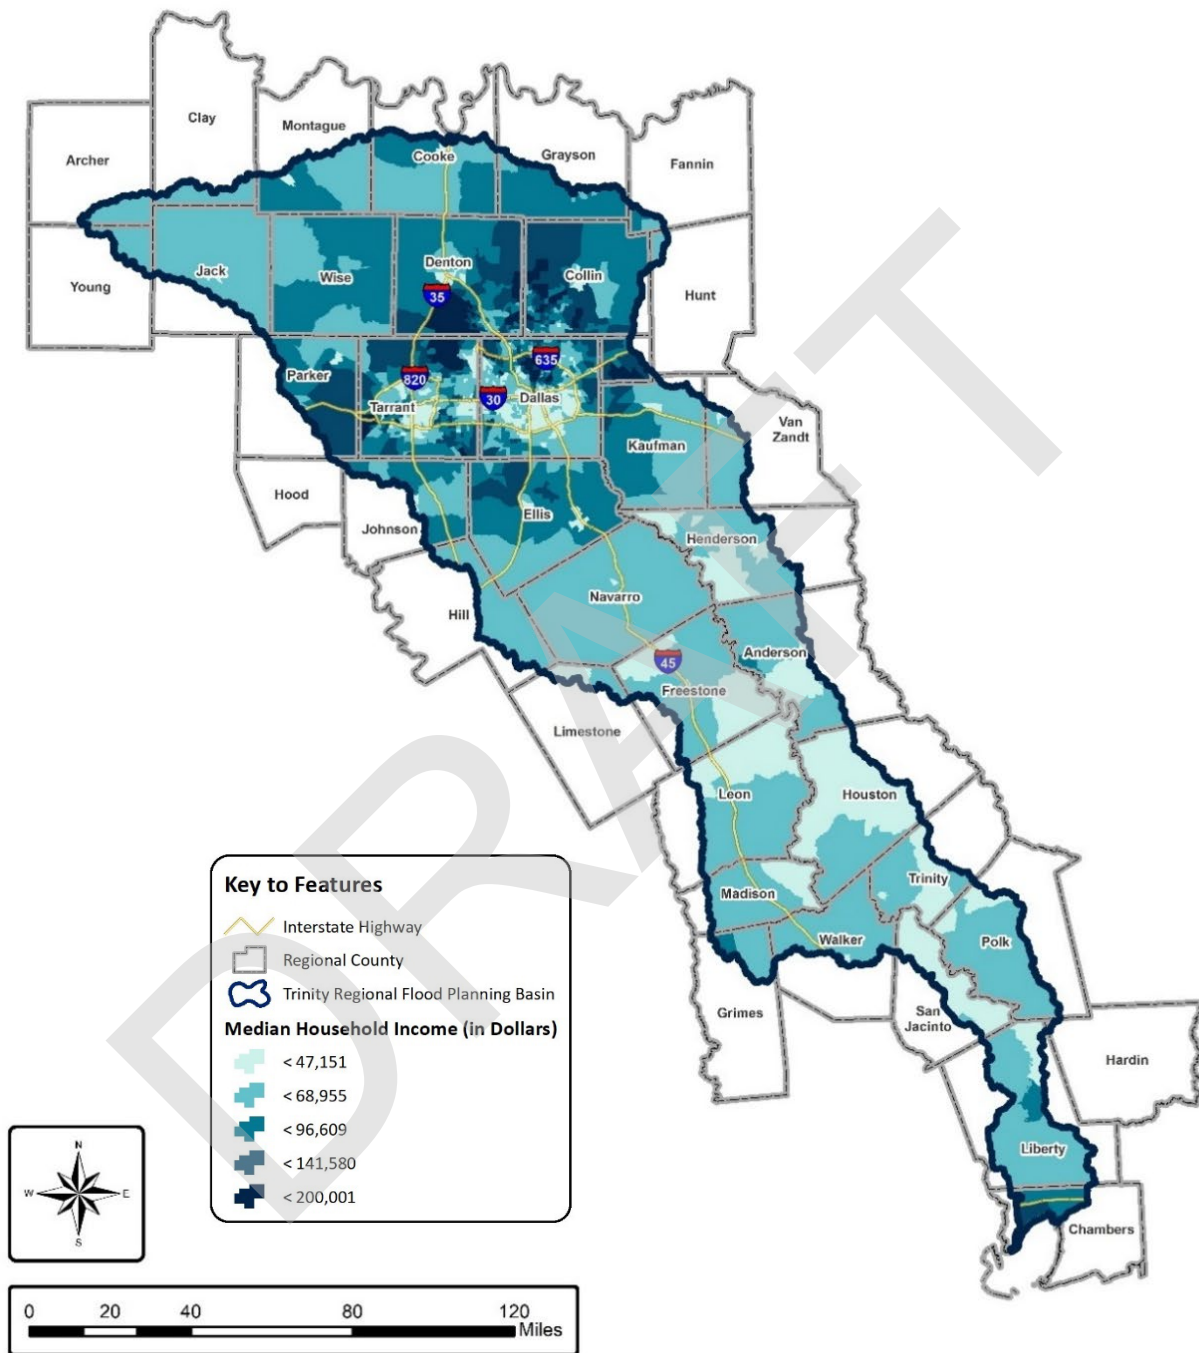 Clay
Montague
Cooke
Grayson
Fannin
Archer
Young
Jack
Wise
Denton
Collin
Hunt
35
Parker
820
635
30
Tarrant
Dallas
Van
Zandt
Kaufman
Hood
Johnson
Ellis
Henderson
Hill
Navarro
Anderson
45
Freestone
Limestone
Leon
Houston
Madison
Trinity
Walker
Polk
Grimes
San
Jacinto
Hardin
Liberty
Chambers
DRAFT
Key to Features
Interstate Highway
Regional County
Trinity Regional Flood Planning Basin
Median Household Income (in Dollars)
< 47,151
< 68,955
< 96,609
< 141,580
< 200,001
N
W E
S
0 20 40 80 120
Miles